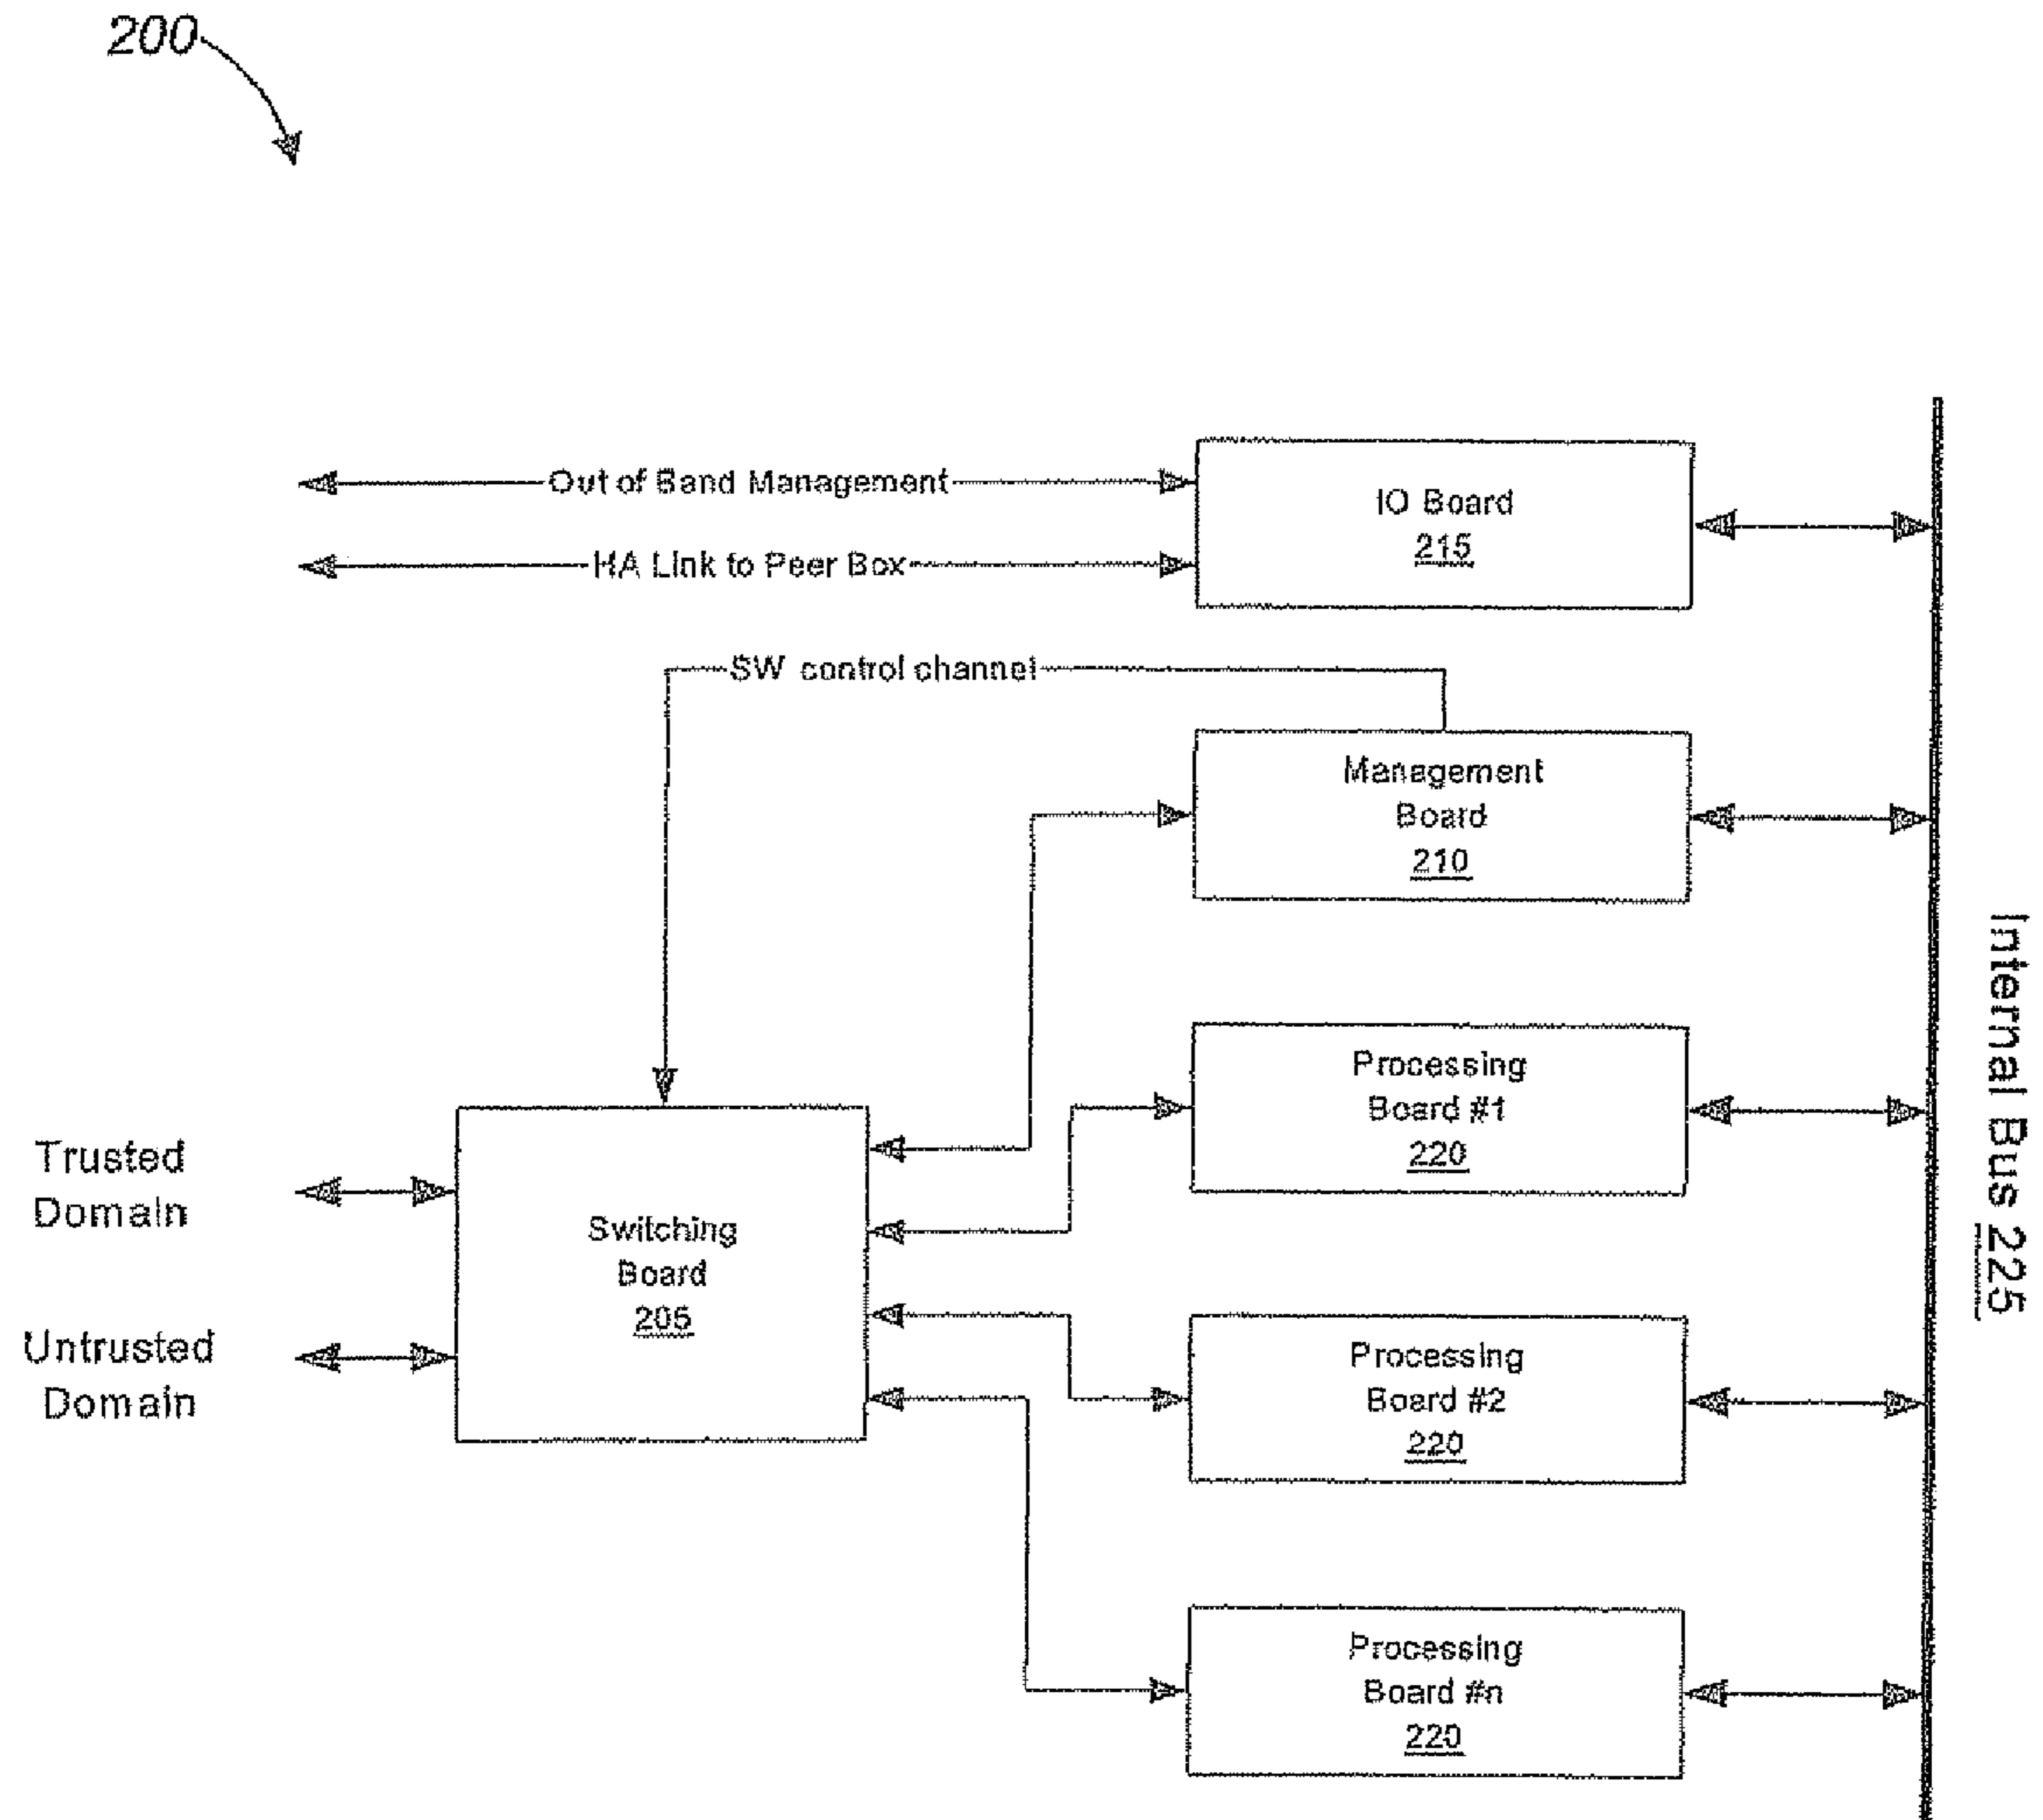 200
Out of Band Management
HA Link to Peer Box
IO Board
215
SW control channel
Management
Board
210
Processing
Board #1
220
Trusted
Domain
Switching
Board
205
Untrusted
Domain
Processing
Board #2
220
Processing
Board #n
220
Internal Bus 225